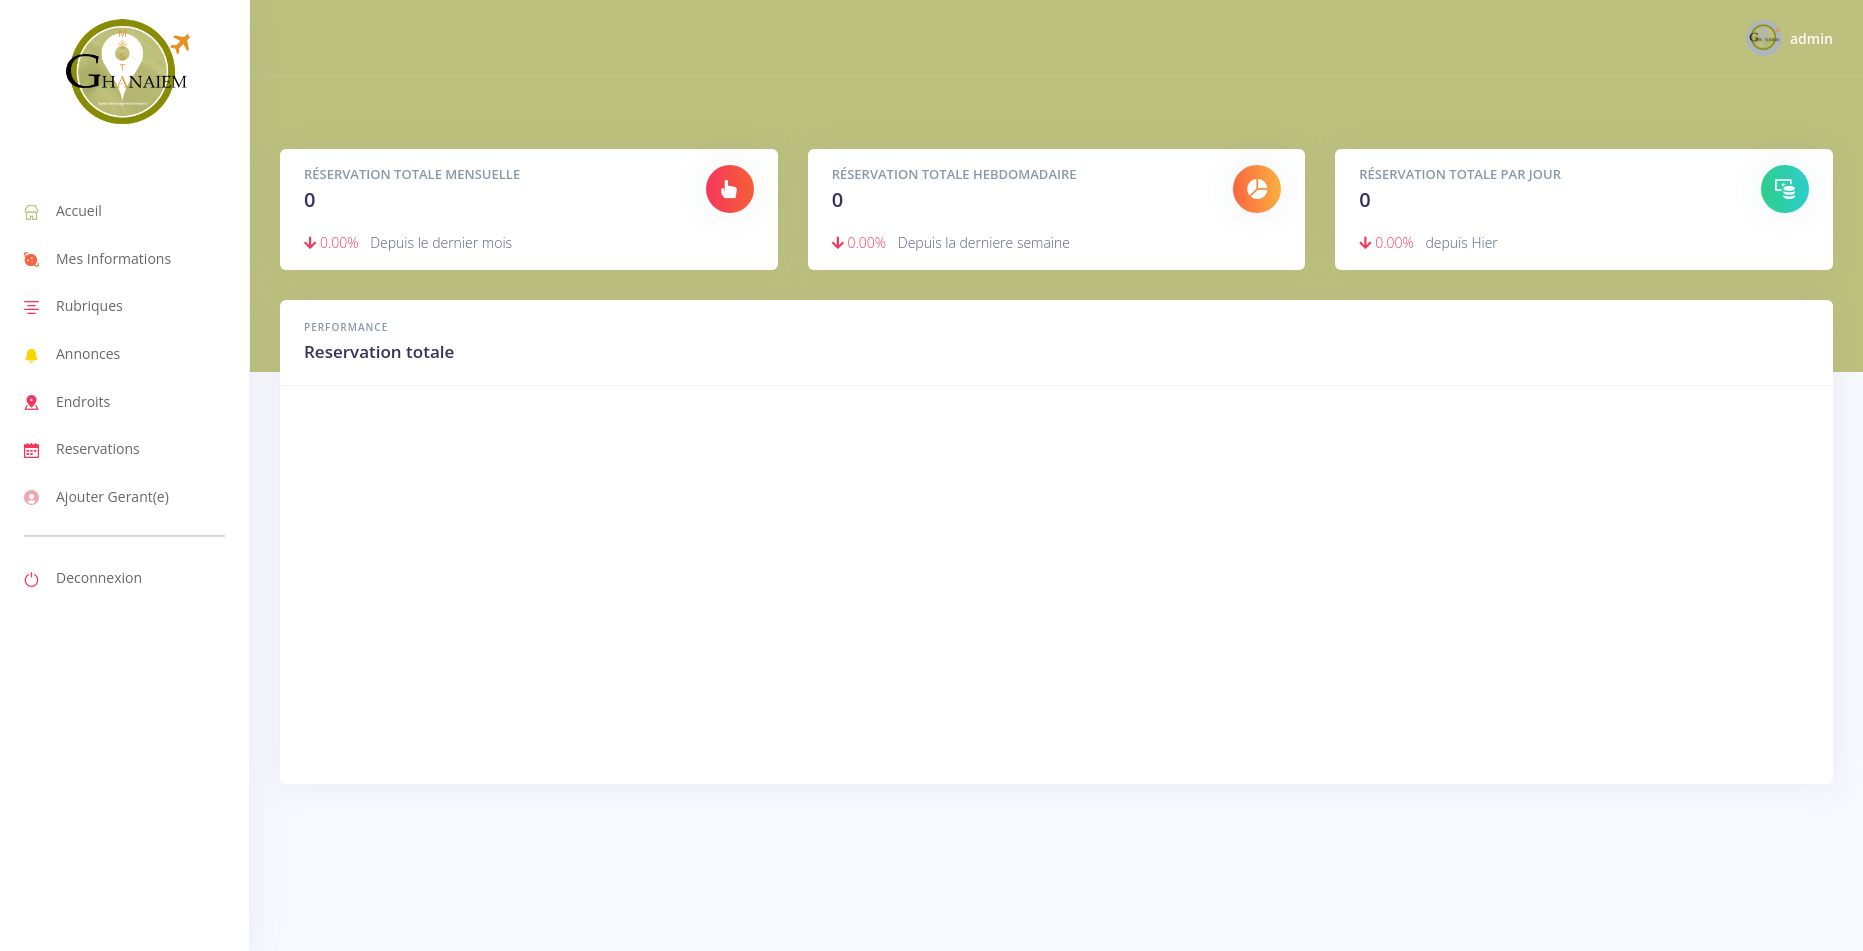 GHANAIEM
admin
Accueil
Mes Informations
Rubriques
Annonces
Endroits
Reservations
Ajouter Gerant(e)
Deconnexion
RÉSERVATION TOTALE MENSUELLE
0
0.00% Depuis le dernier mois
RÉSERVATION TOTALE HEBDOMADAIRE
0
0.00% Depuis la derniere semaine
RÉSERVATION TOTALE PAR JOUR
0
0.00% depuis Hier
PERFORMANCE
Reservation totale